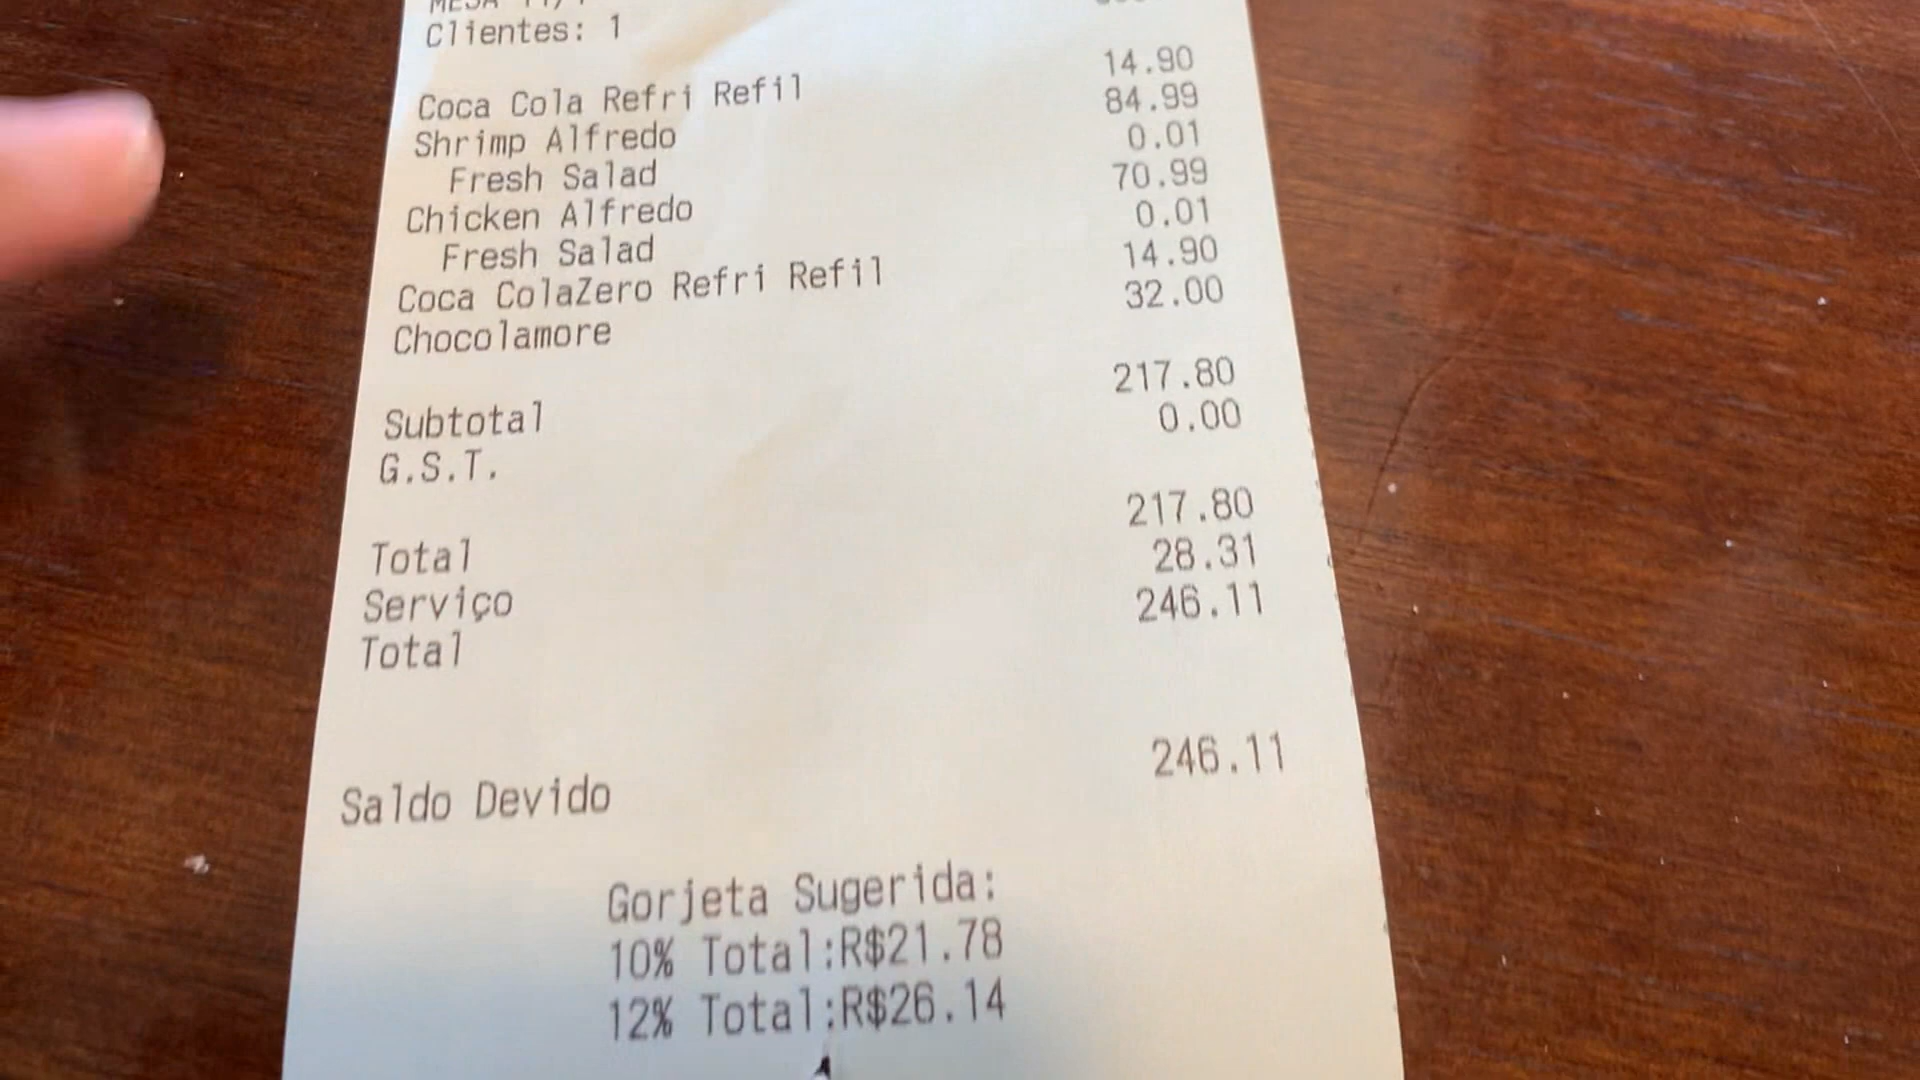 Clientes: 1
Coca Cola Refri Refil 14.90
Shrimp Alfredo 84.99
Fresh Salad 0.01
Chicken Alfredo 70.99
Fresh Salad 0.01
Coca ColaZero Refri Refil 14.90
Chocolamore 32.00
Subtotal 217.80
G.S.T. 0.00
Total 217.80
Serviço 28.31
Total 246.11
Saldo Devido 246.11
Gorjeta Sugerida:
10% Total:R$21.78
12% Total:R$26.14